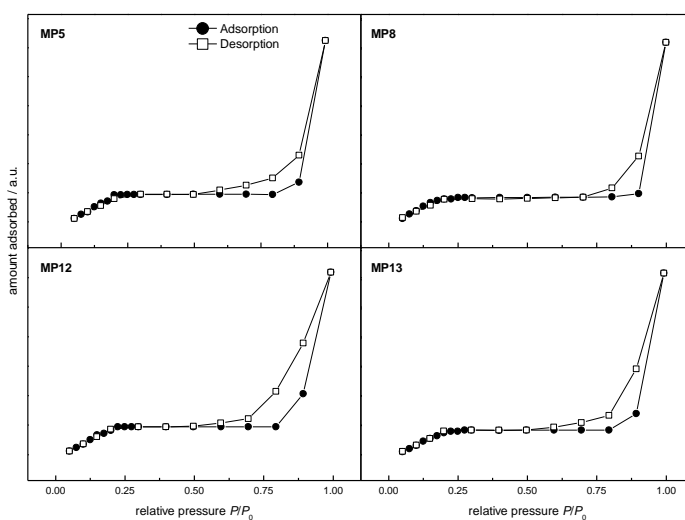 MP5
Adsorption
Desorption
MP8
amount adsorbed / a.u.
MP12
MP13
0.00 0.25 0.50 0.75 1.00
0.00 0.25 0.50 0.75 1.00
relative pressure P/P₀
relative pressure P/P₀